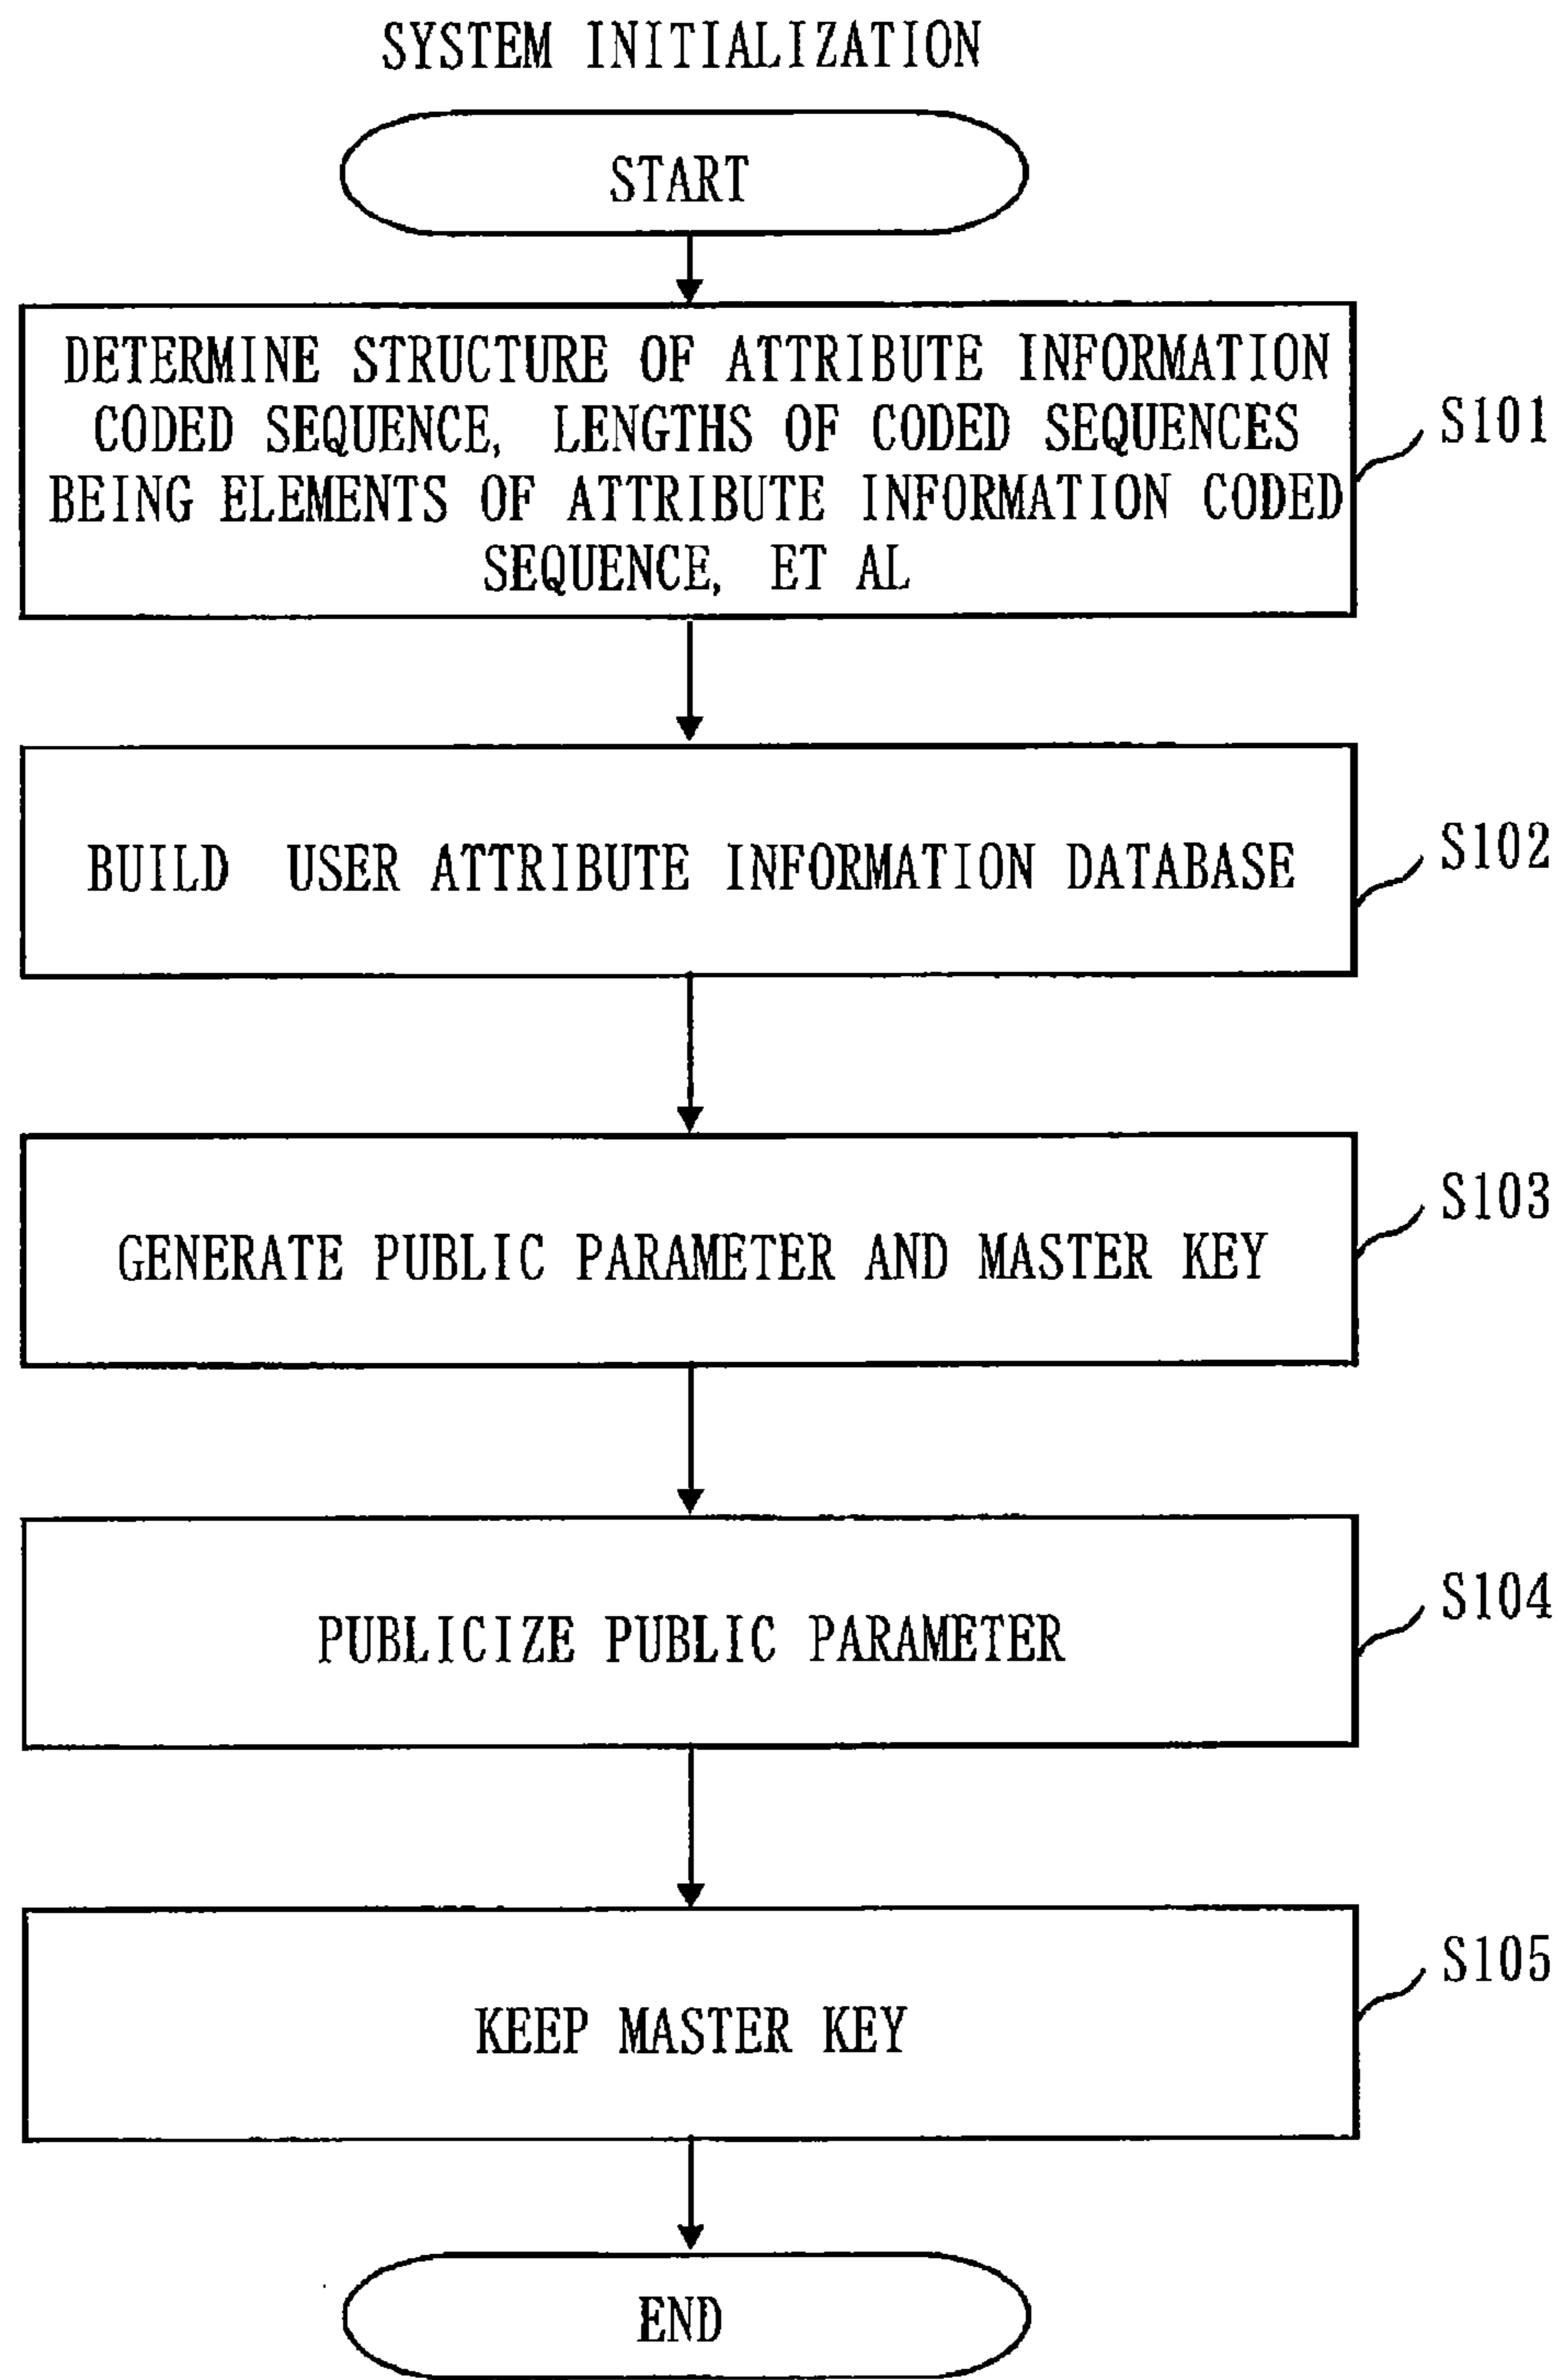 SYSTEM INITIALIZATION
START
DETERMINE STRUCTURE OF ATTRIBUTE INFORMATION
CODED SEQUENCE, LENGTHS OF CODED SEQUENCES
BEING ELEMENTS OF ATTRIBUTE INFORMATION CODED
SEQUENCE, ET AL
S101
BUILD USER ATTRIBUTE INFORMATION DATABASE
S102
GENERATE PUBLIC PARAMETER AND MASTER KEY
S103
PUBLICIZE PUBLIC PARAMETER
S104
KEEP MASTER KEY
S105
END